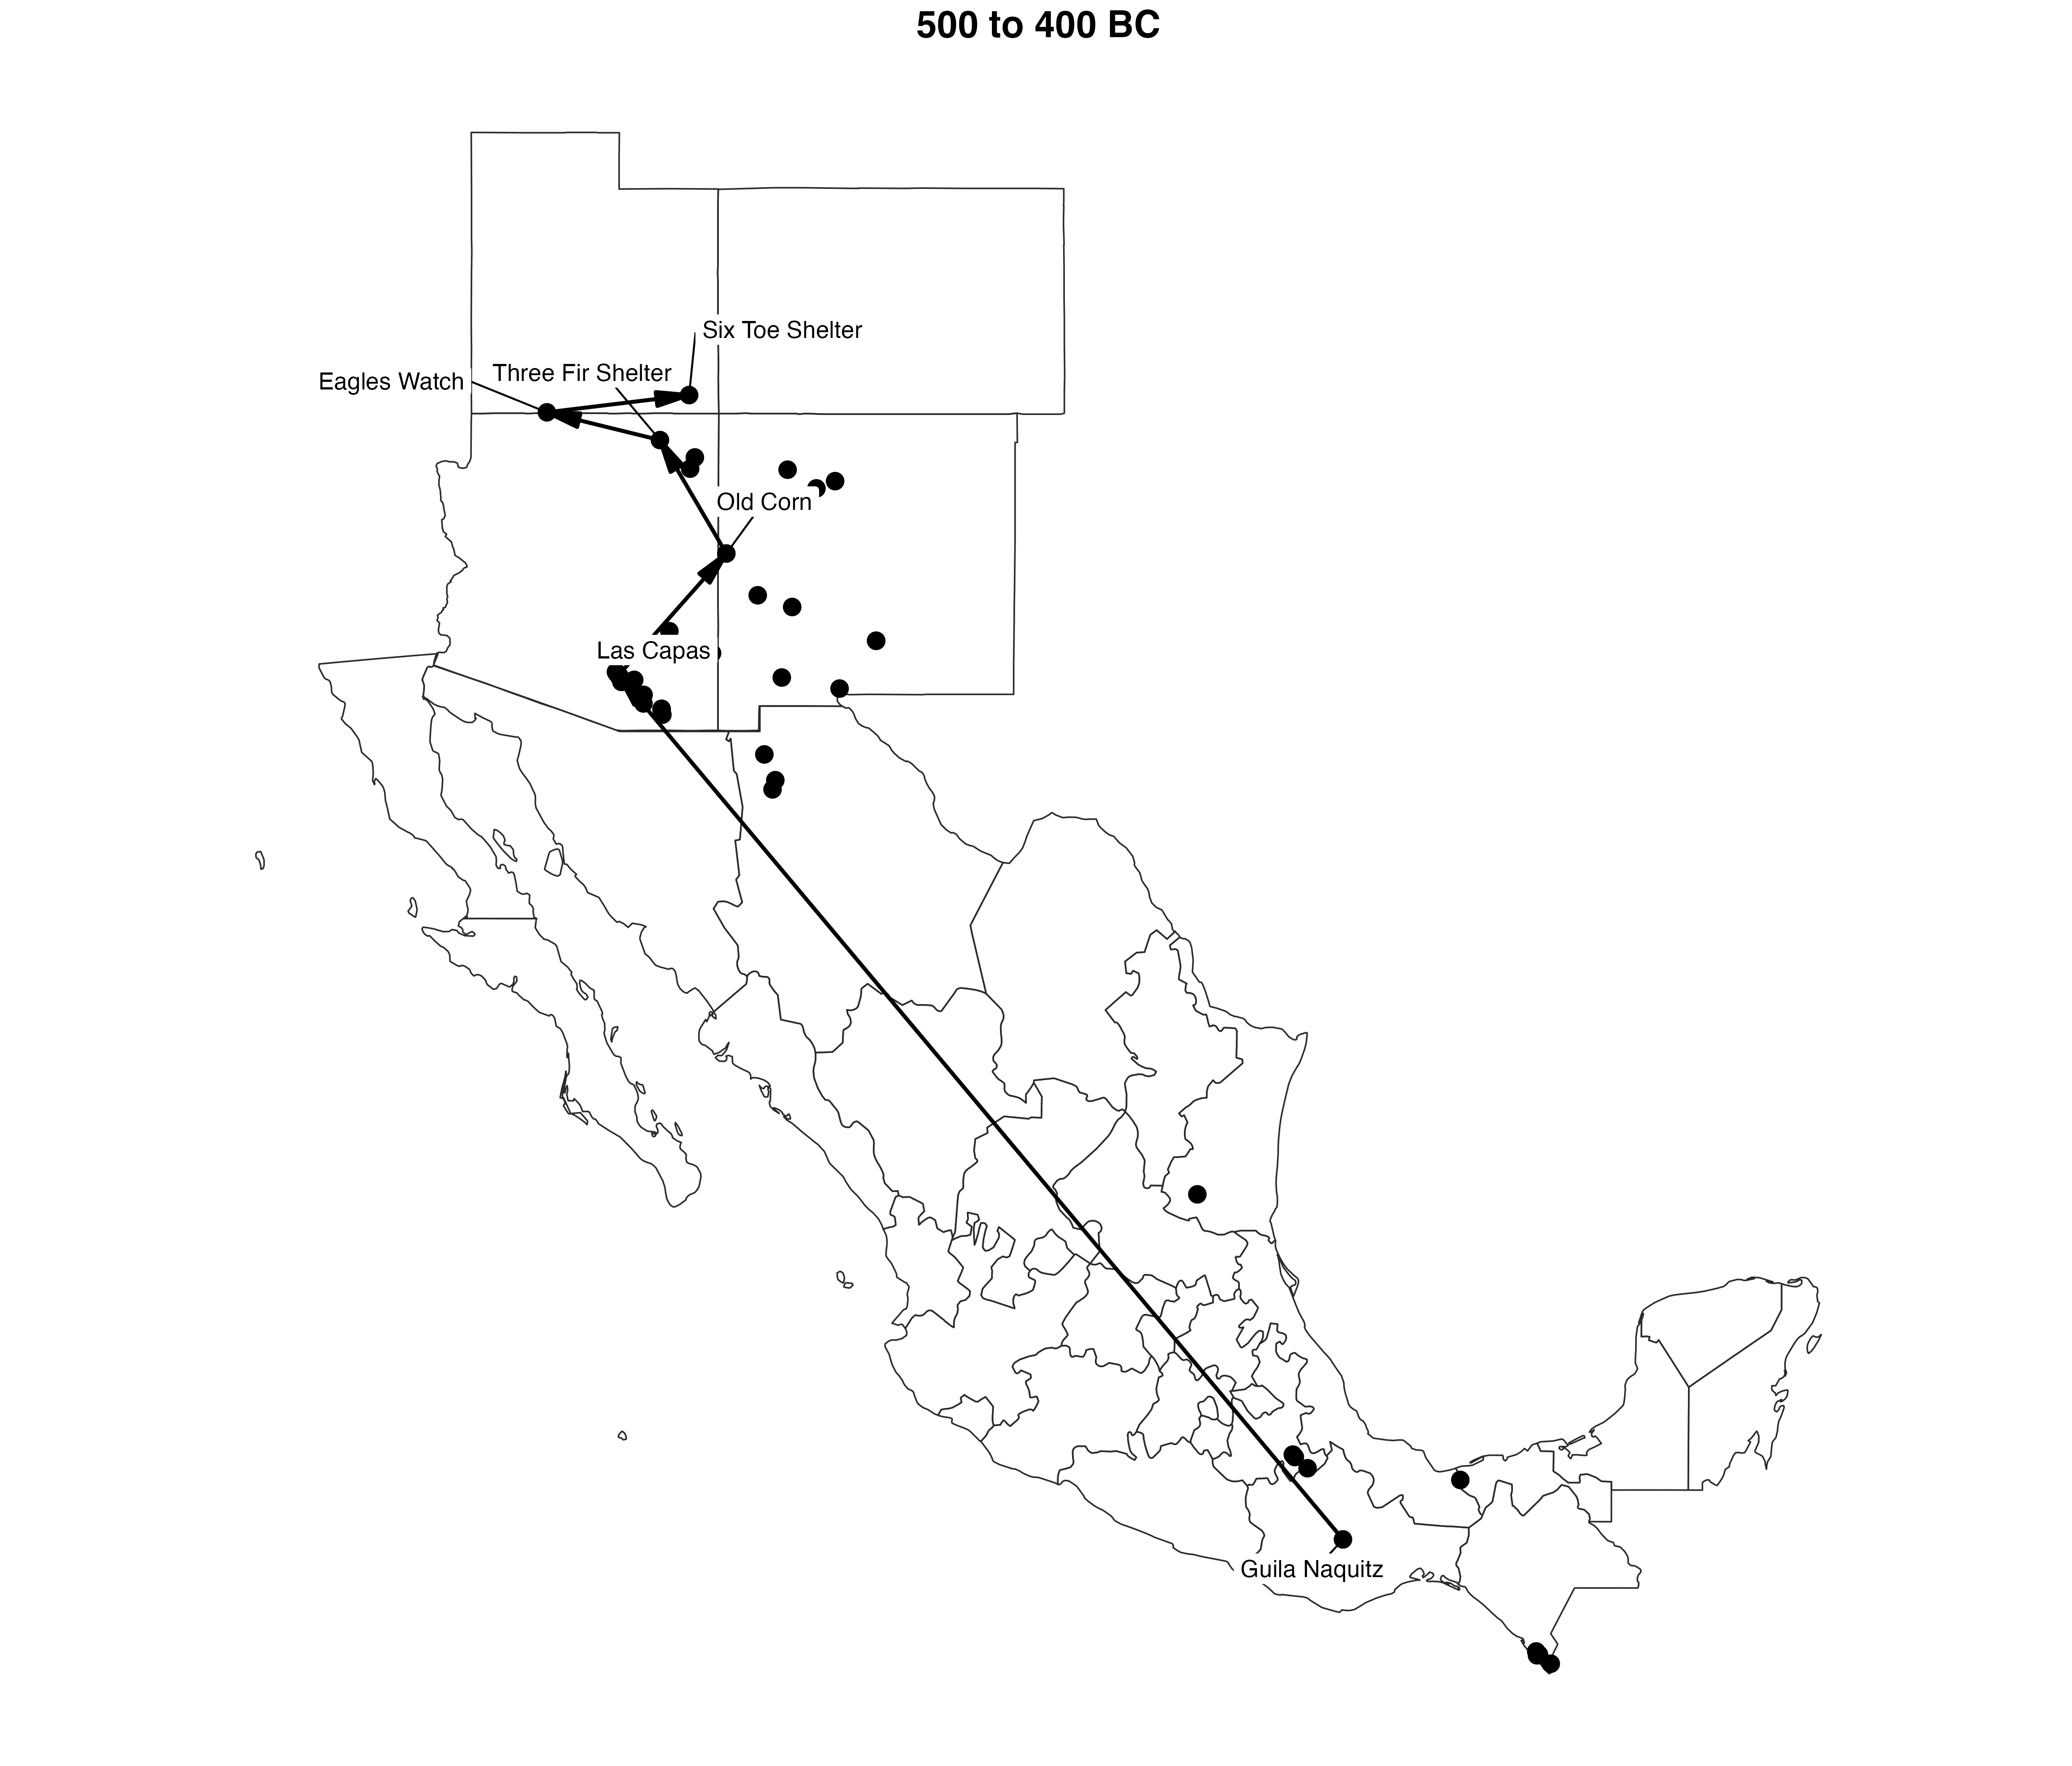 500 to 400 BC
Six Toe Shelter
Three Fir Shelter
Eagles Watch
Old Corn
Las Capas
Guila Naquitz